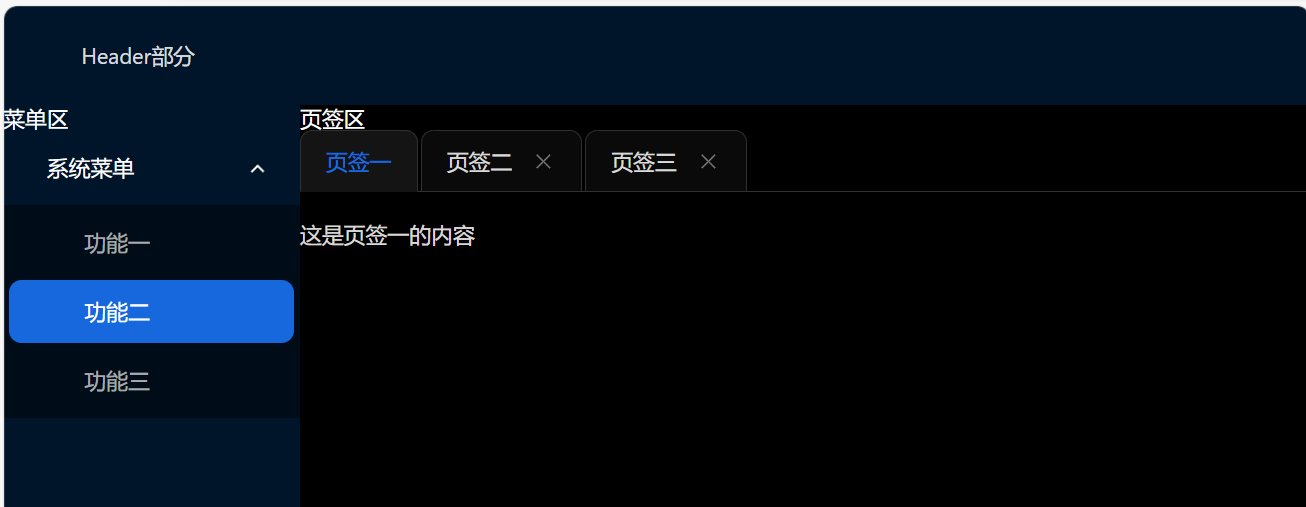 Header部分
菜单区
系统菜单
功能一
功能二
功能三
页签区
页签一 页签二 页签三
这是页签一的内容